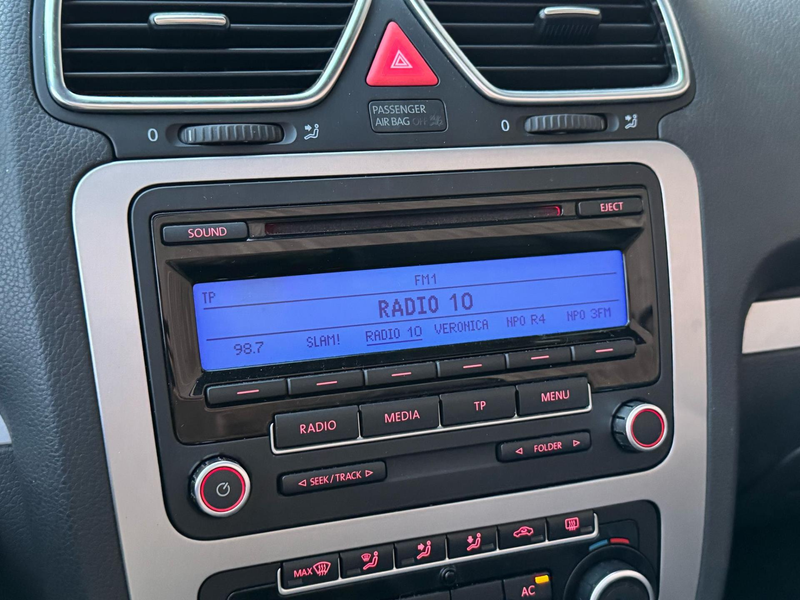 0
PASSENGER
AIR BAG OFF
0
SOUND
EJECT
FM1
TP
RADIO 10
98.7 SLAM! RADIO 10 VERONICA NPO R4 NPO 3FM
RADIO MEDIA TP MENU
SEEK/TRACK
FOLDER
MAX
AC